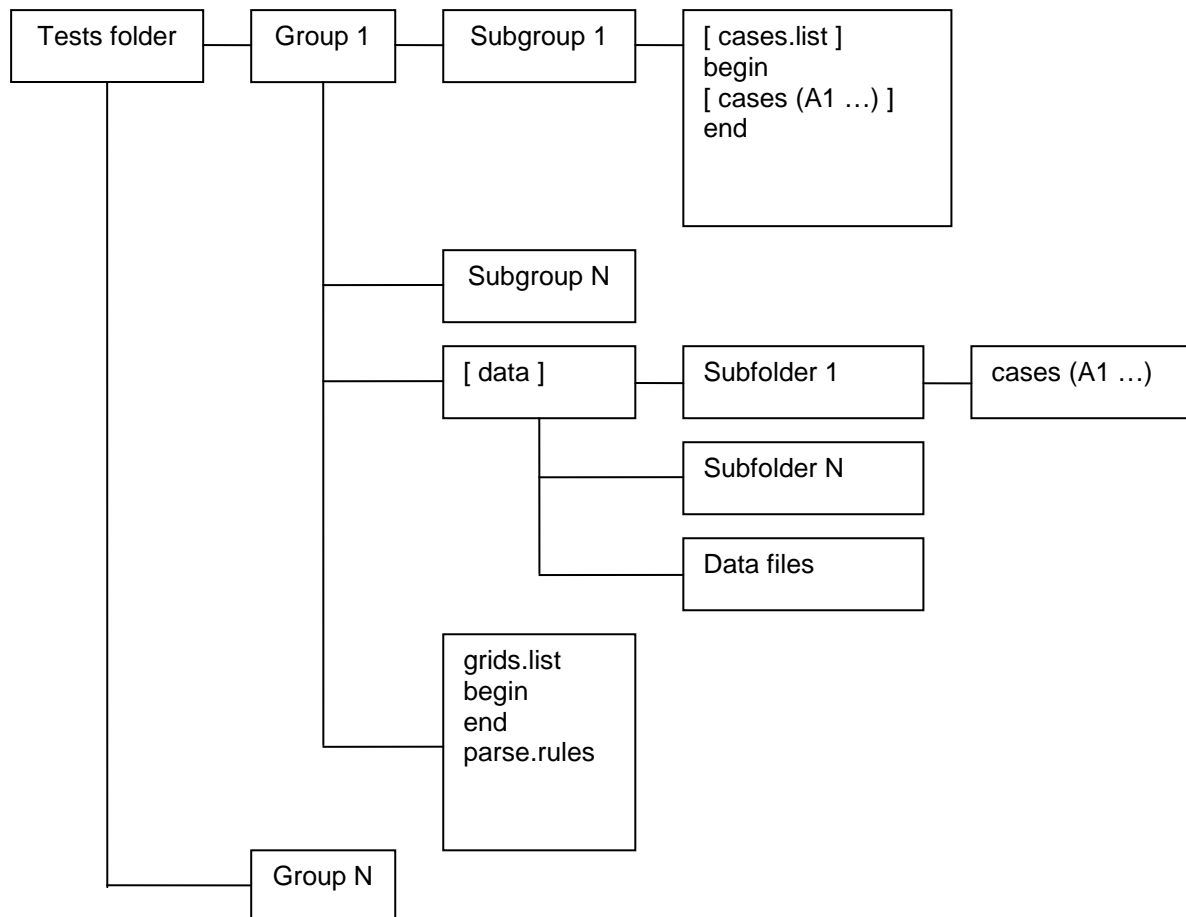 Tests folder
Group 1
Subgroup 1
[ cases.list ]
begin
[ cases (A1 …) ]
end
Subgroup N
[ data ]
Subfolder 1
cases (A1 …)
Subfolder N
Data files
grids.list
begin
end
parse.rules
Group N